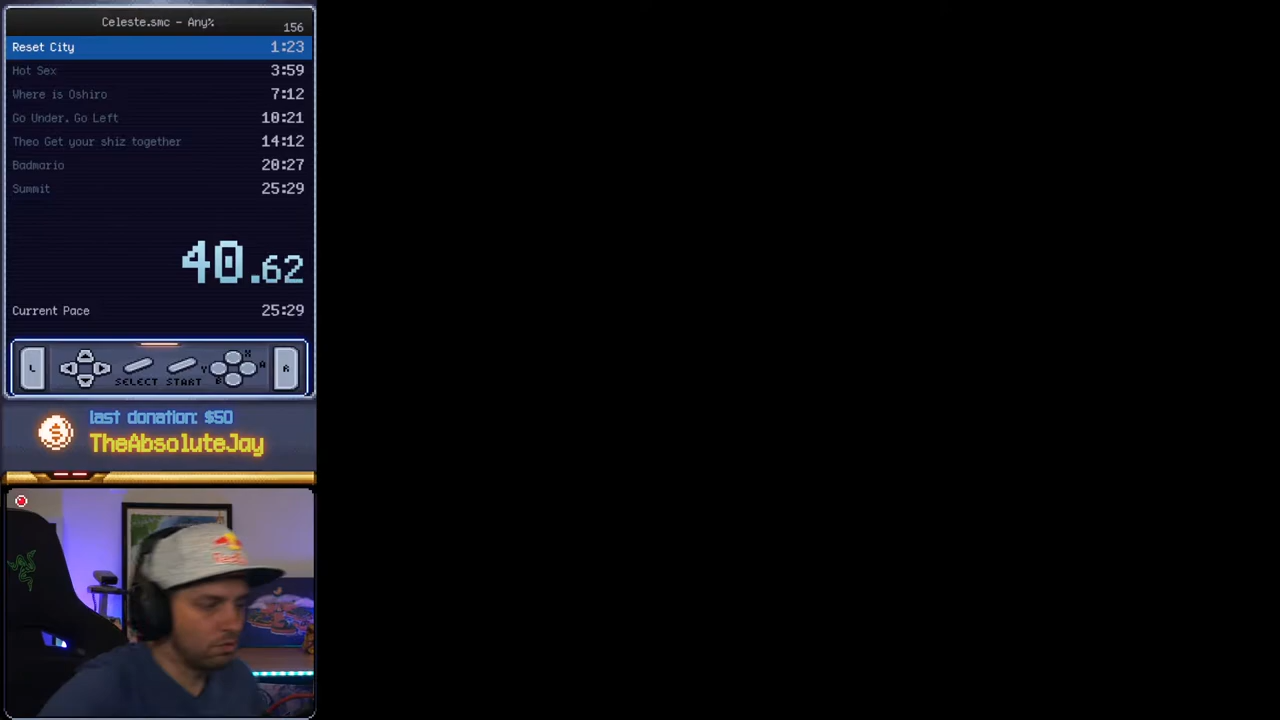 Celeste.smc - Any%
156
Reset City 1:23
Hot Sex 3:59
Where is Oshiro 7:12
Go Under. Go Left 10:21
Theo Get your shiz together 14:12
Badmario 20:27
Summit 25:29
40.62
Current Pace 25:29
L SELECT START Y X B A R
last donation: $50
TheAbsoluteJay